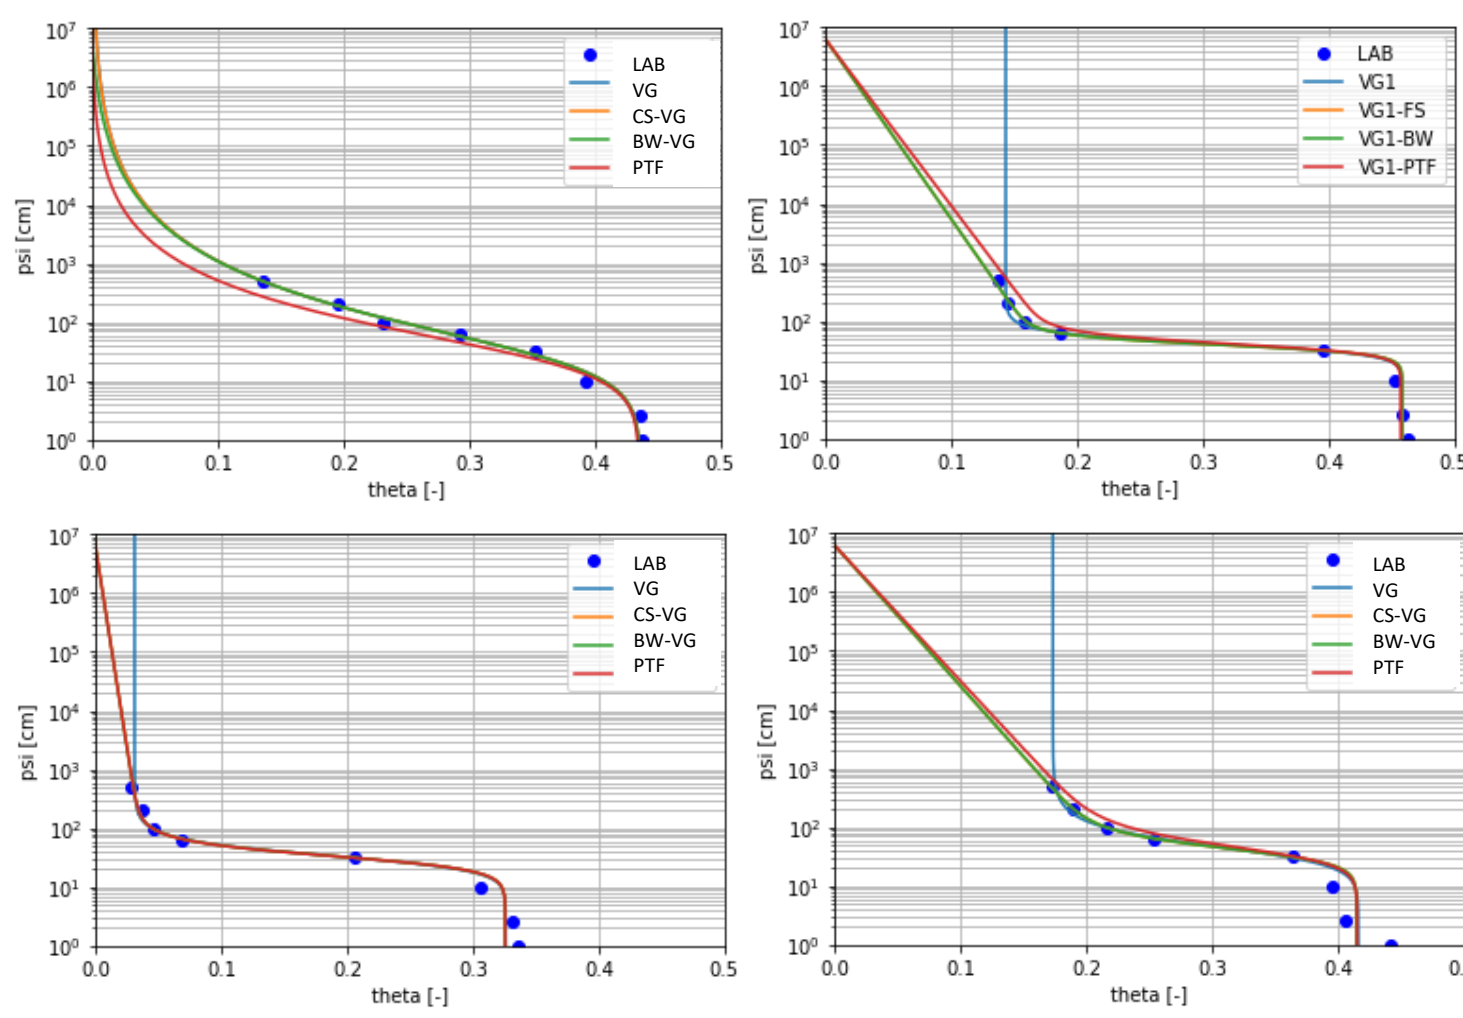 10⁷
10⁶
10⁵
10⁴
10³
10²
10¹
10⁰
psi [cm]
0.0 0.1 0.2 0.3 0.4 0.5
theta [-]
LAB
VG
CS-VG
BW-VG
PTF
10⁷
10⁶
10⁵
10⁴
10³
10²
10¹
10⁰
psi [cm]
0.0 0.1 0.2 0.3 0.4 0.5
theta [-]
LAB
VG1
VG1-FS
VG1-BW
VG1-PTF
10⁷
10⁶
10⁵
10⁴
10³
10²
10¹
10⁰
psi [cm]
0.0 0.1 0.2 0.3 0.4 0.5
theta [-]
LAB
VG
CS-VG
BW-VG
PTF
10⁷
10⁶
10⁵
10⁴
10³
10²
10¹
10⁰
psi [cm]
0.0 0.1 0.2 0.3 0.4 0.
theta [-]
LAB
VG
CS-VG
BW-VG
PTF